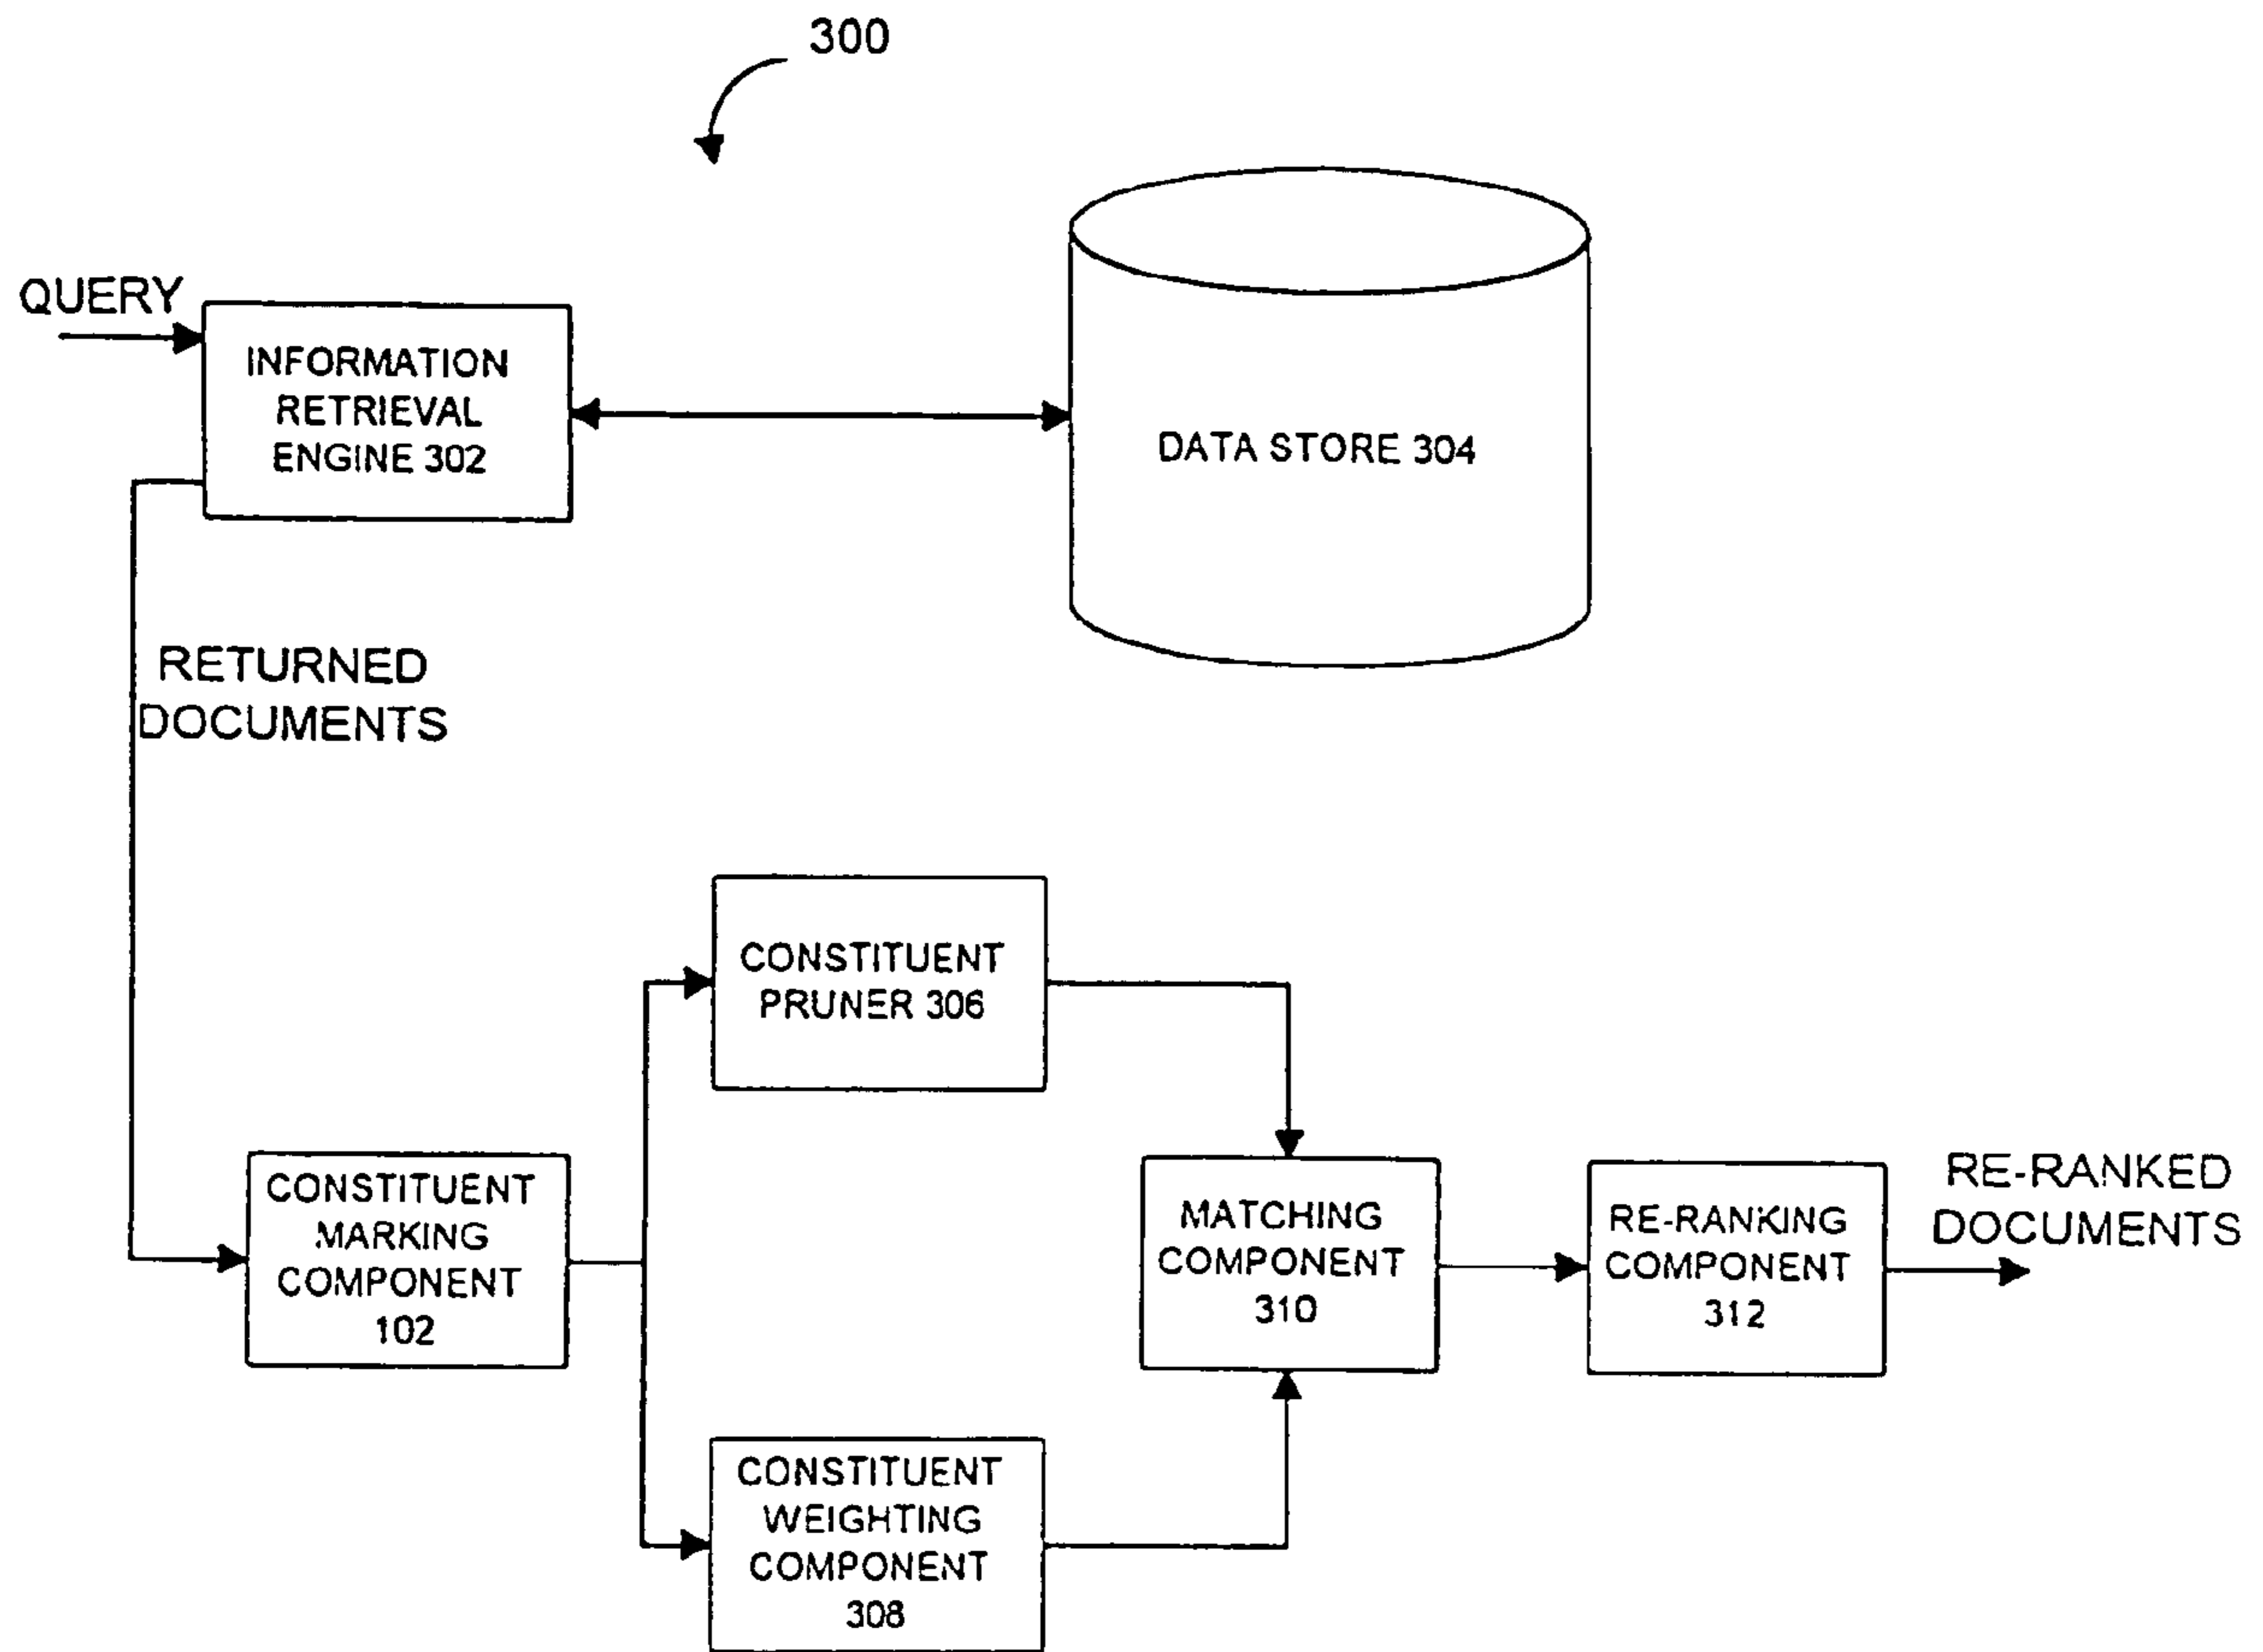 300
QUERY
INFORMATION
RETRIEVAL
ENGINE 302
DATA STORE 304
RETURNED
DOCUMENTS
CONSTITUENT
PRUNER 306
CONSTITUENT
MARKING
COMPONENT
102
MATCHING
COMPONENT
310
RE-RANKING
COMPONENT
312
RE-RANKED
DOCUMENTS
CONSTITUENT
WEIGHTING
COMPONENT
308